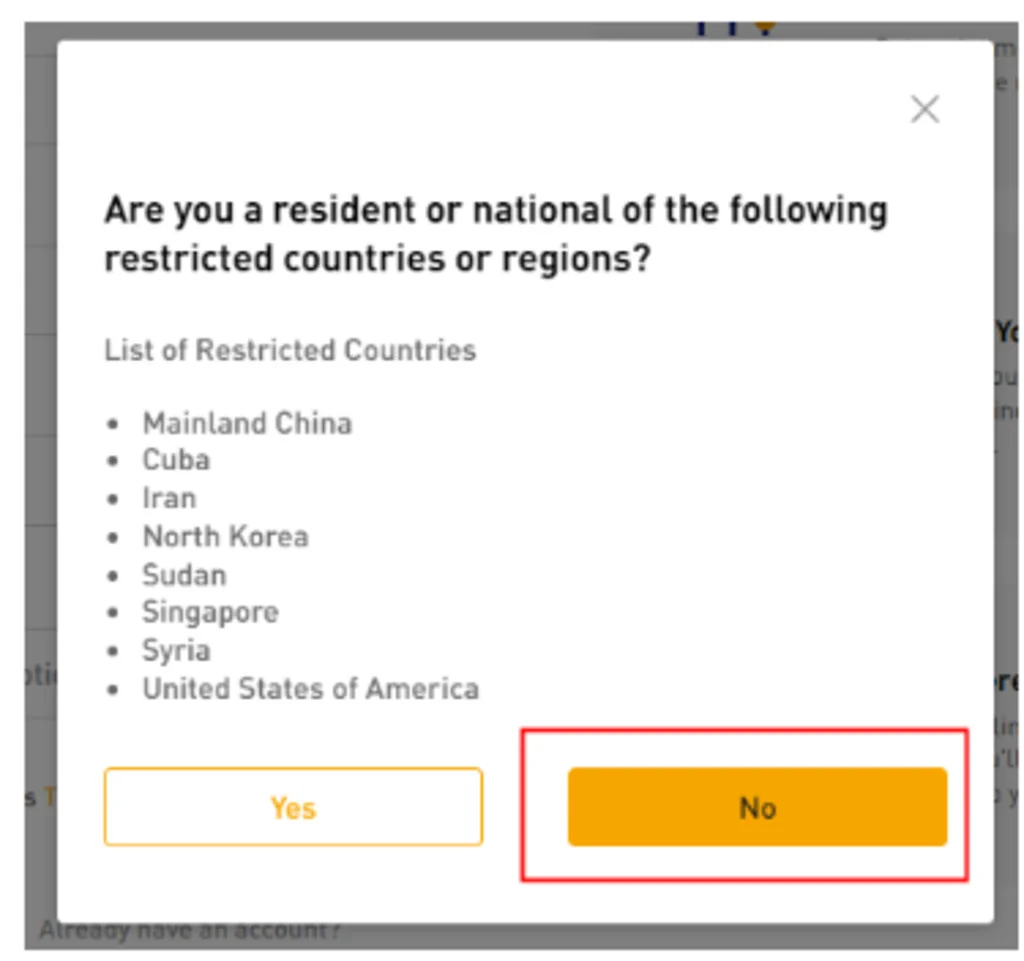 Are you a resident or national of the following
restricted countries or regions?
List of Restricted Countries
• Mainland China
• Cuba
• Iran
• North Korea
• Sudan
• Singapore
• Syria
• United States of America
Yes
No
Already have an account?